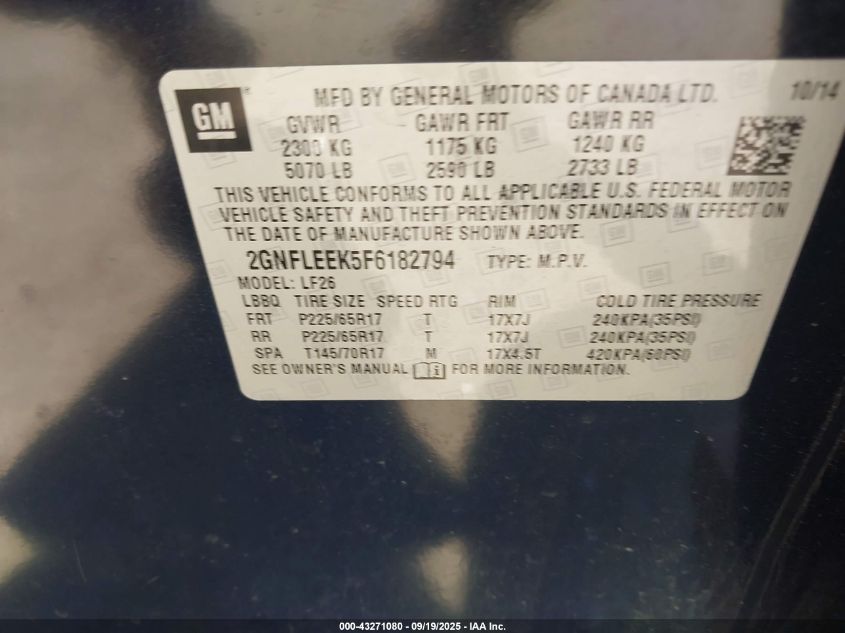 GM
MFD BY GENERAL MOTORS OF CANADA LTD. 10/14
GVWR GAWR FRT GAWR RR
2300 KG 1175 KG 1240 KG
5070 LB 2590 LB 2733 LB
THIS VEHICLE CONFORMS TO ALL APPLICABLE U.S. FEDERAL MOTOR
VEHICLE SAFETY AND THEFT PREVENTION STANDARDS IN EFFECT ON
THE DATE OF MANUFACTURE SHOWN ABOVE.
2GNFLEEK5F6182794 TYPE: M.P.V.
MODEL: LF26
LBBQ TIRE SIZE SPEED RTG RIM COLD TIRE PRESSURE
FRT P225/65R17 T 17X7J 240KPA(35PSI)
RR P225/65R17 T 17X7J 240KPA(35PSI)
SPA T145/70R17 M 17X4.5T 420KPA(60PSI)
SEE OWNER'S MANUAL FOR MORE INFORMATION.
000-43271080 - 09/19/2025 - IAA Inc.